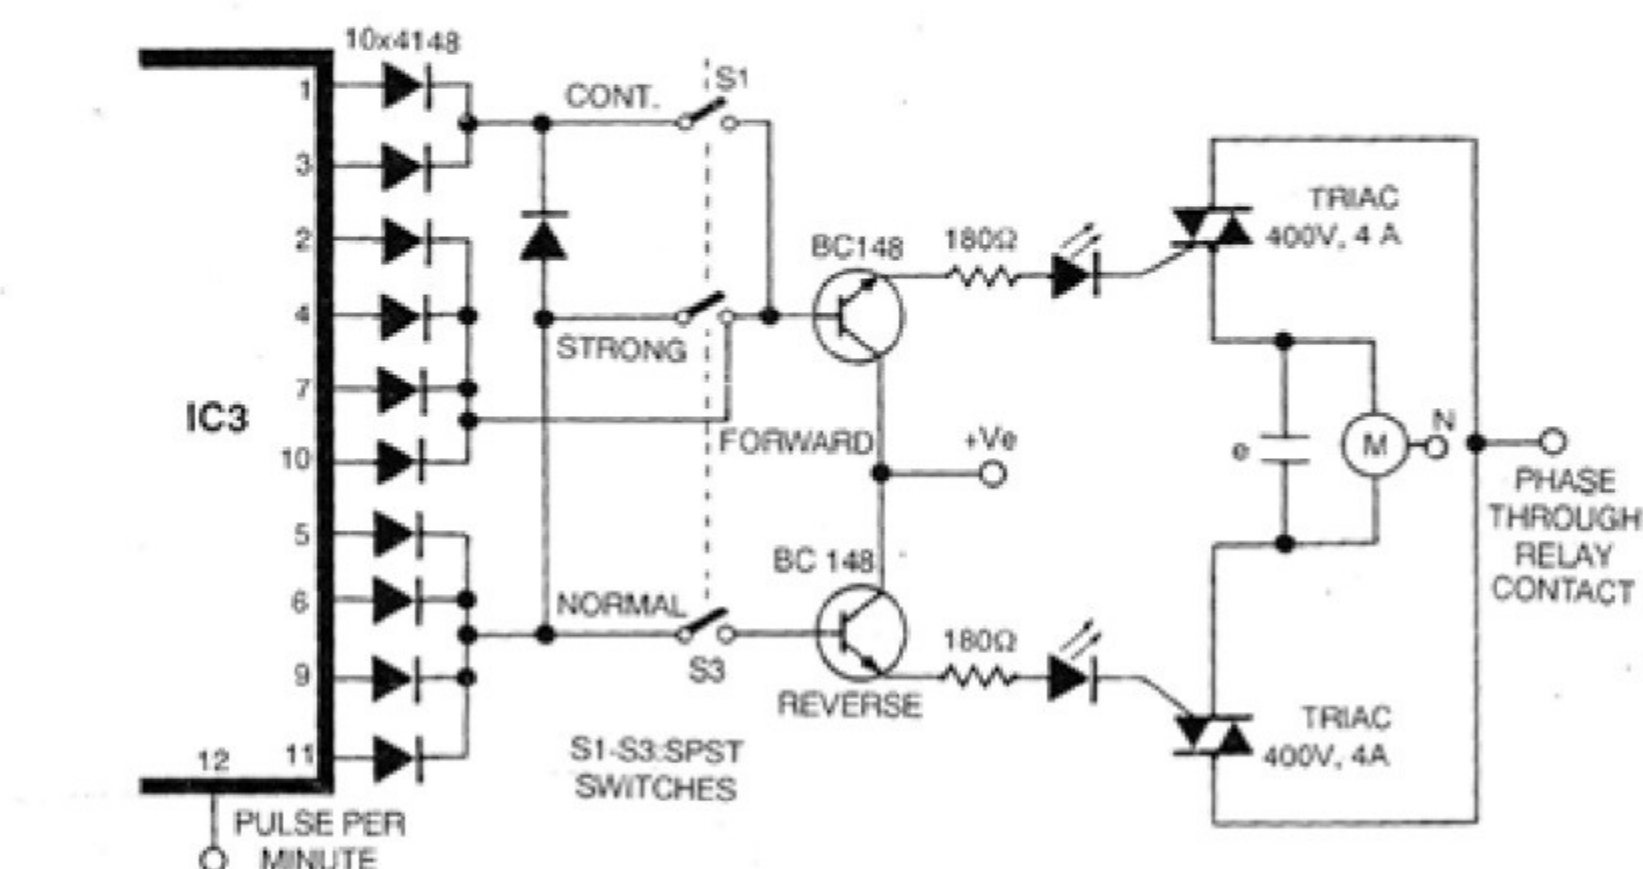 10x4148
1
3
2
4
7
10
5
6
9
11
12
IC3
PULSE PER
MINUTE
CONT.
S1
STRONG
NORMAL
S3
S1-S3:SPST
SWITCHES
BC148
180Ω
FORWARD
+Ve
BC 148
180Ω
REVERSE
TRIAC
400V, 4 A
e
M
N
PHASE
THROUGH
RELAY
CONTACT
TRIAC
400V, 4A